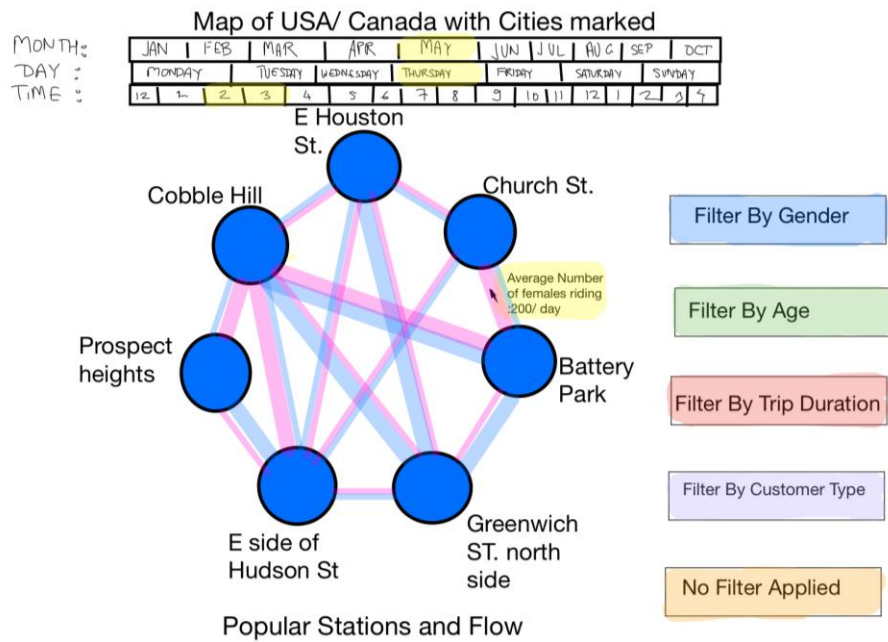 Map of USA/ Canada with Cities marked
MONTH: JAN FEB MAR APR MAY JUN JUL AUG SEP OCT
DAY: MONDAY TUESDAY WEDNESDAY THURSDAY FRIDAY SATURDAY SUNDAY
TIME: 12 1 2 3 4 5 6 7 8 9 10 11 12 1 2 3 4
E Houston
St.
Cobble Hill
Church St.
Average Number
of females riding
:200/ day
Prospect
heights
Battery
Park
E side of
Hudson St
Greenwich
ST. north
side
Popular Stations and Flow
Filter By Gender
Filter By Age
Filter By Trip Duration
Filter By Customer Type
No Filter Applied